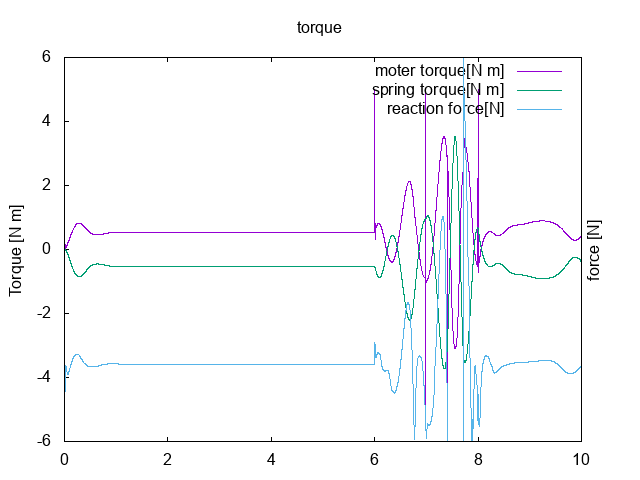 torque
moter torque[N m]
spring torque[N m]
reaction force[N]
6
4
2
0
-2
-4
-6
Torque [N m]
force [N]
0
2
4
6
8
10